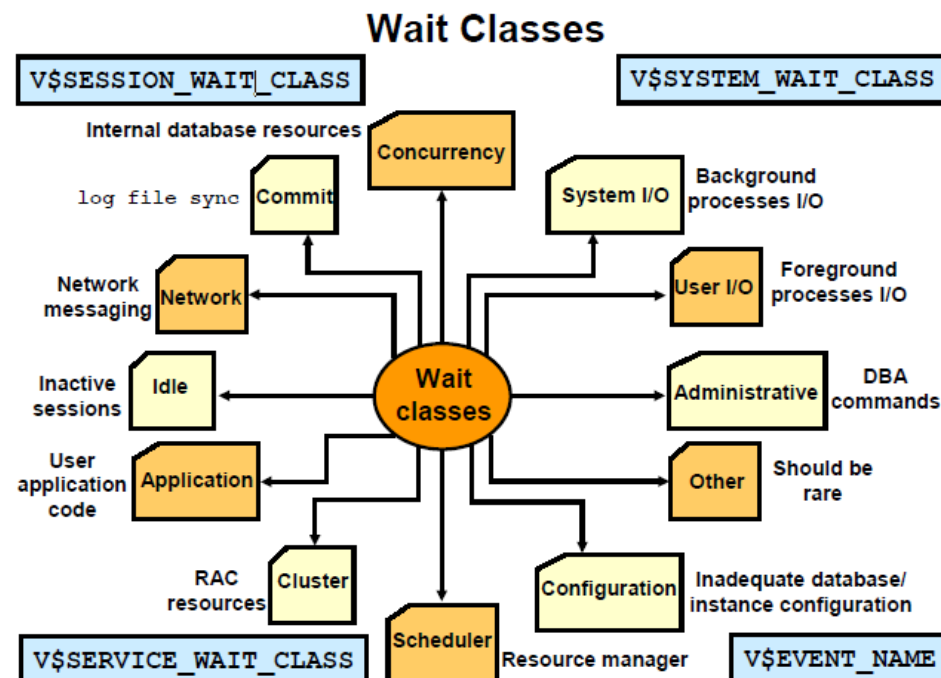 Wait Classes
V$SESSION_WAIT_CLASS
V$SYSTEM_WAIT_CLASS
Internal database resources
Concurrency
log file sync
Commit
System I/O
Background
processes I/O
Network
messaging
Network
User I/O
Foreground
processes I/O
Inactive
sessions
Idle
Wait
classes
Administrative
DBA
commands
User
application
code
Application
Other
Should be
rare
RAC
resources
Cluster
Configuration
Inadequate database/
instance configuration
Scheduler
Resource manager
V$SERVICE_WAIT_CLASS
V$EVENT_NAME